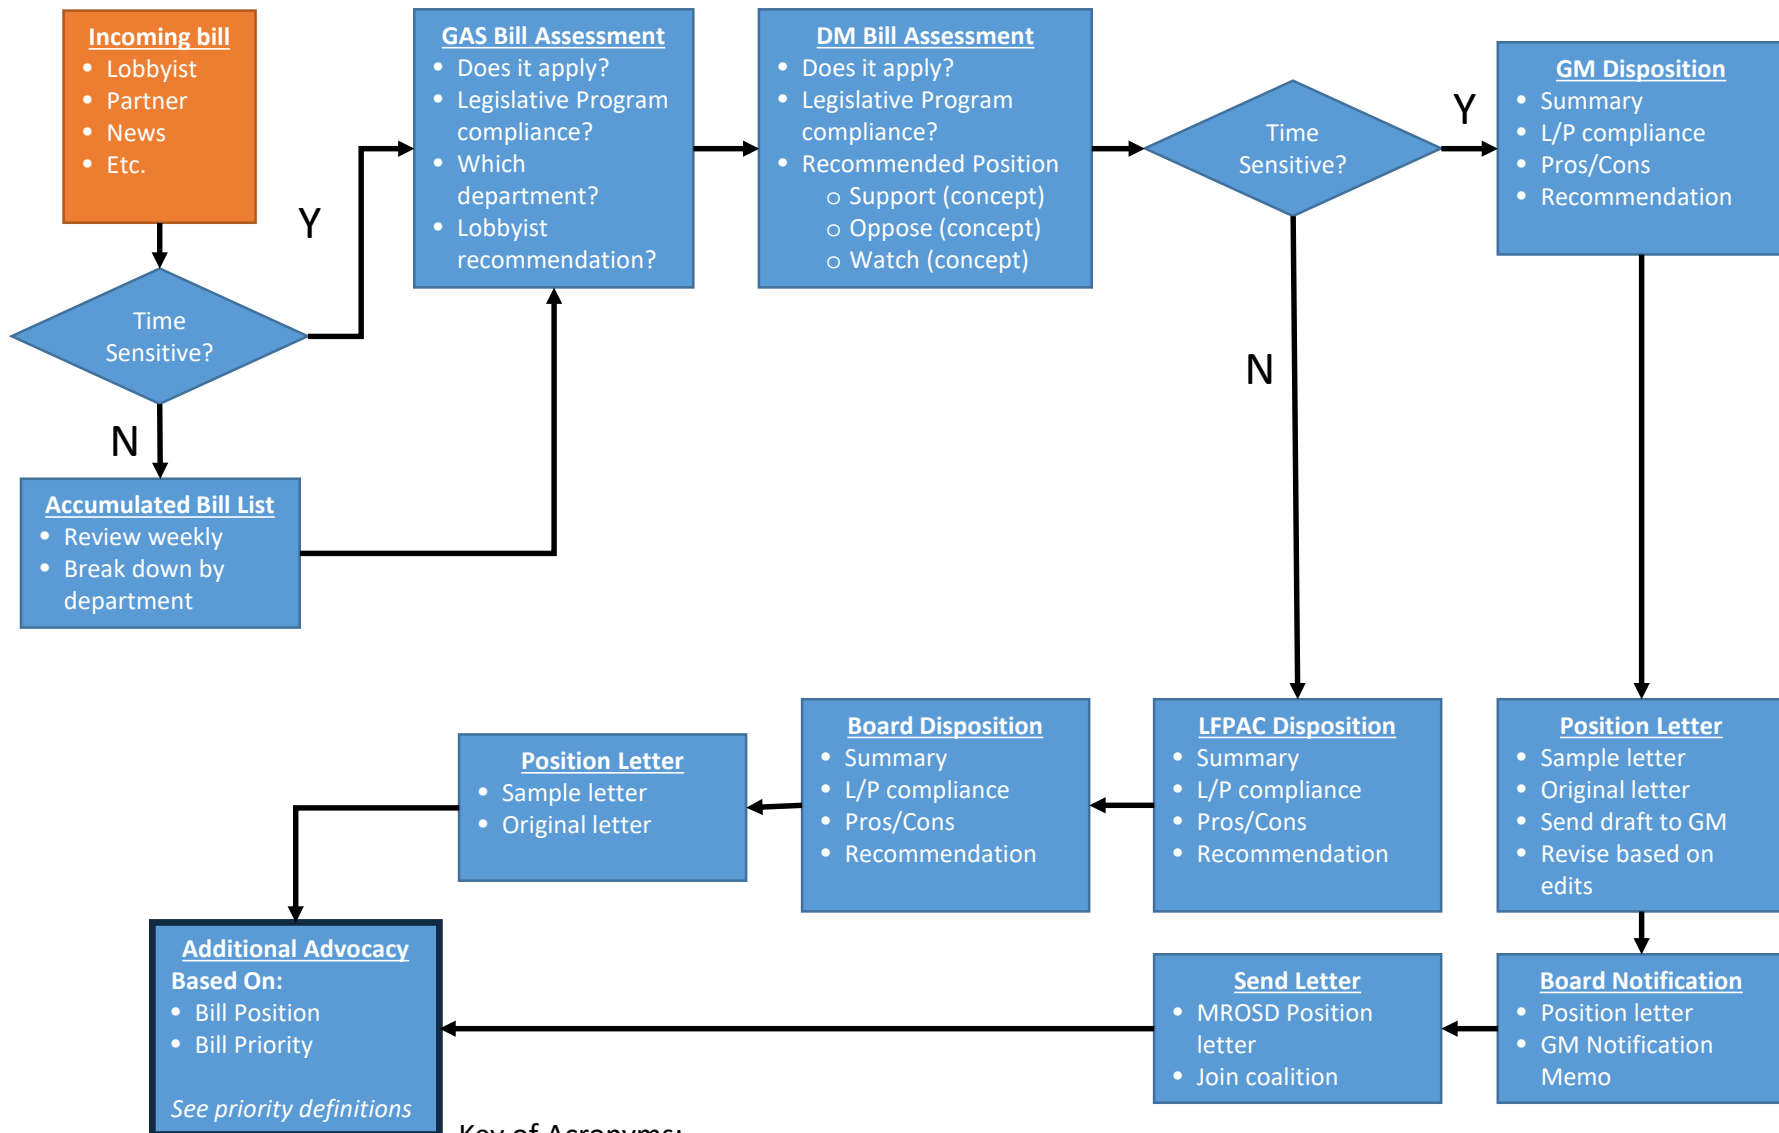 Incoming bill
• Lobbyist
• Partner
• News
• Etc.
Time
Sensitive?
Y
N
Accumulated Bill List
• Review weekly
• Break down by
department
GAS Bill Assessment
• Does it apply?
• Legislative Program
compliance?
• Which
department?
• Lobbyist
recommendation?
DM Bill Assessment
• Does it apply?
• Legislative Program
compliance?
• Recommended Position
o Support (concept)
o Oppose (concept)
o Watch (concept)
Time
Sensitive?
Y
N
GM Disposition
• Summary
• L/P compliance
• Pros/Cons
• Recommendation
Position Letter
• Sample letter
• Original letter
• Send draft to GM
• Revise based on
edits
Board Notification
• Position letter
• GM Notification
Memo
Send Letter
• MROSD Position
letter
• Join coalition
LFPAC Disposition
• Summary
• L/P compliance
• Pros/Cons
• Recommendation
Board Disposition
• Summary
• L/P compliance
• Pros/Cons
• Recommendation
Position Letter
• Sample letter
• Original letter
Additional Advocacy
Based On:
• Bill Position
• Bill Priority
See priority definitions
Key of Acronyms: